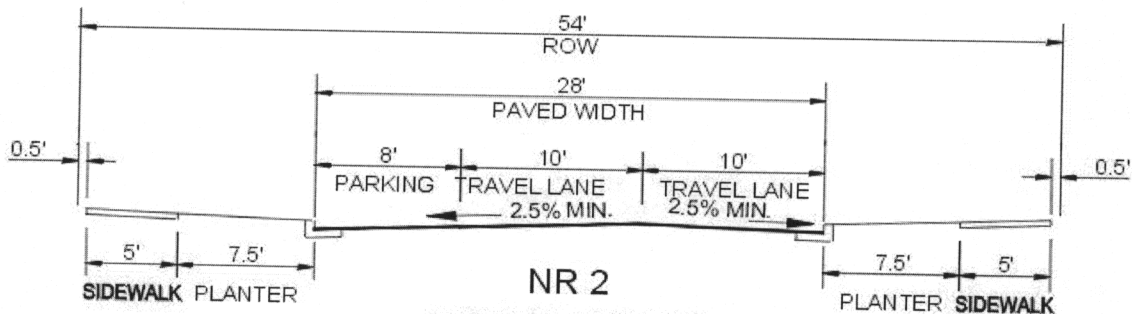 54'
ROW
28'
PAVED WIDTH
0.5'
8'
10'
10'
0.5'
PARKING
TRAVEL LANE
TRAVEL LANE
2.5% MIN.
2.5% MIN.
5'
7.5'
7.5'
5'
SIDEWALK
PLANTER
NR 2
PLANTER
SIDEWALK